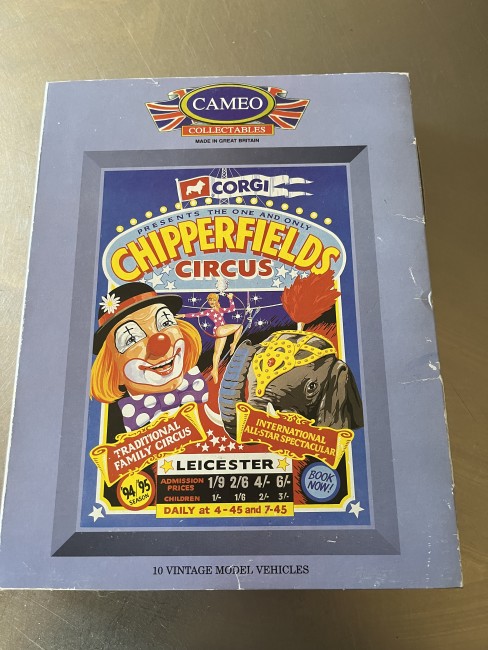 CAMEO
COLLECTABLES
MADE IN GREAT BRITAIN
CORGI
PRESENTS THE ONE AND ONLY
CHIPPERFIELDS
CIRCUS
TRADITIONAL
FAMILY CIRCUS
INTERNATIONAL
ALL-STAR SPECTACULAR
LEICESTER
'94/'95
SEASON
ADMISSION
PRICES 1/9 2/6 4/- 6/-
CHILDREN 1/- 1/6 2/- 3/-
BOOK
NOW!
DAILY at 4-45 and 7-45
10 VINTAGE MODEL VEHICLES